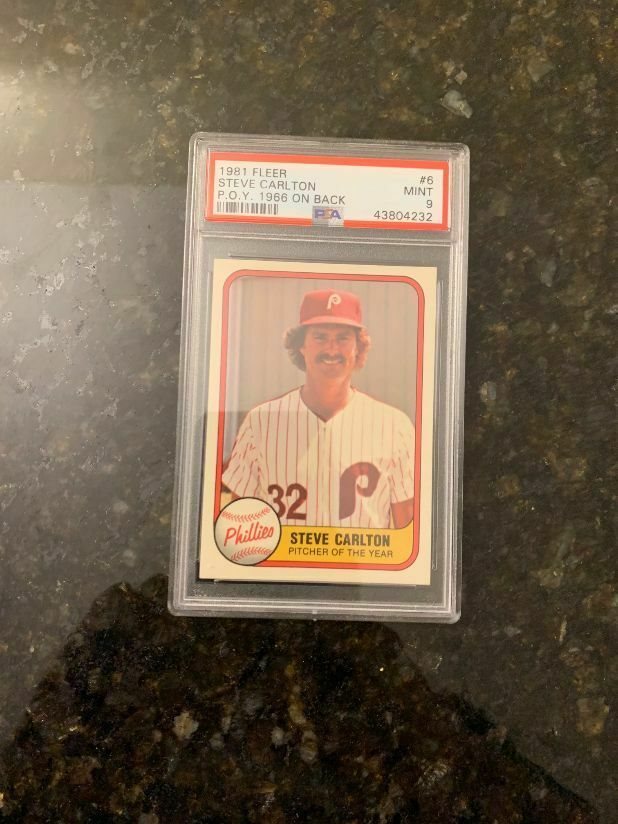 1981 FLEER #6
STEVE CARLTON MINT
P.O.Y. 1966 ON BACK 9
PSA 43804232
P
32 P
Phillies
STEVE CARLTON
PITCHER OF THE YEAR